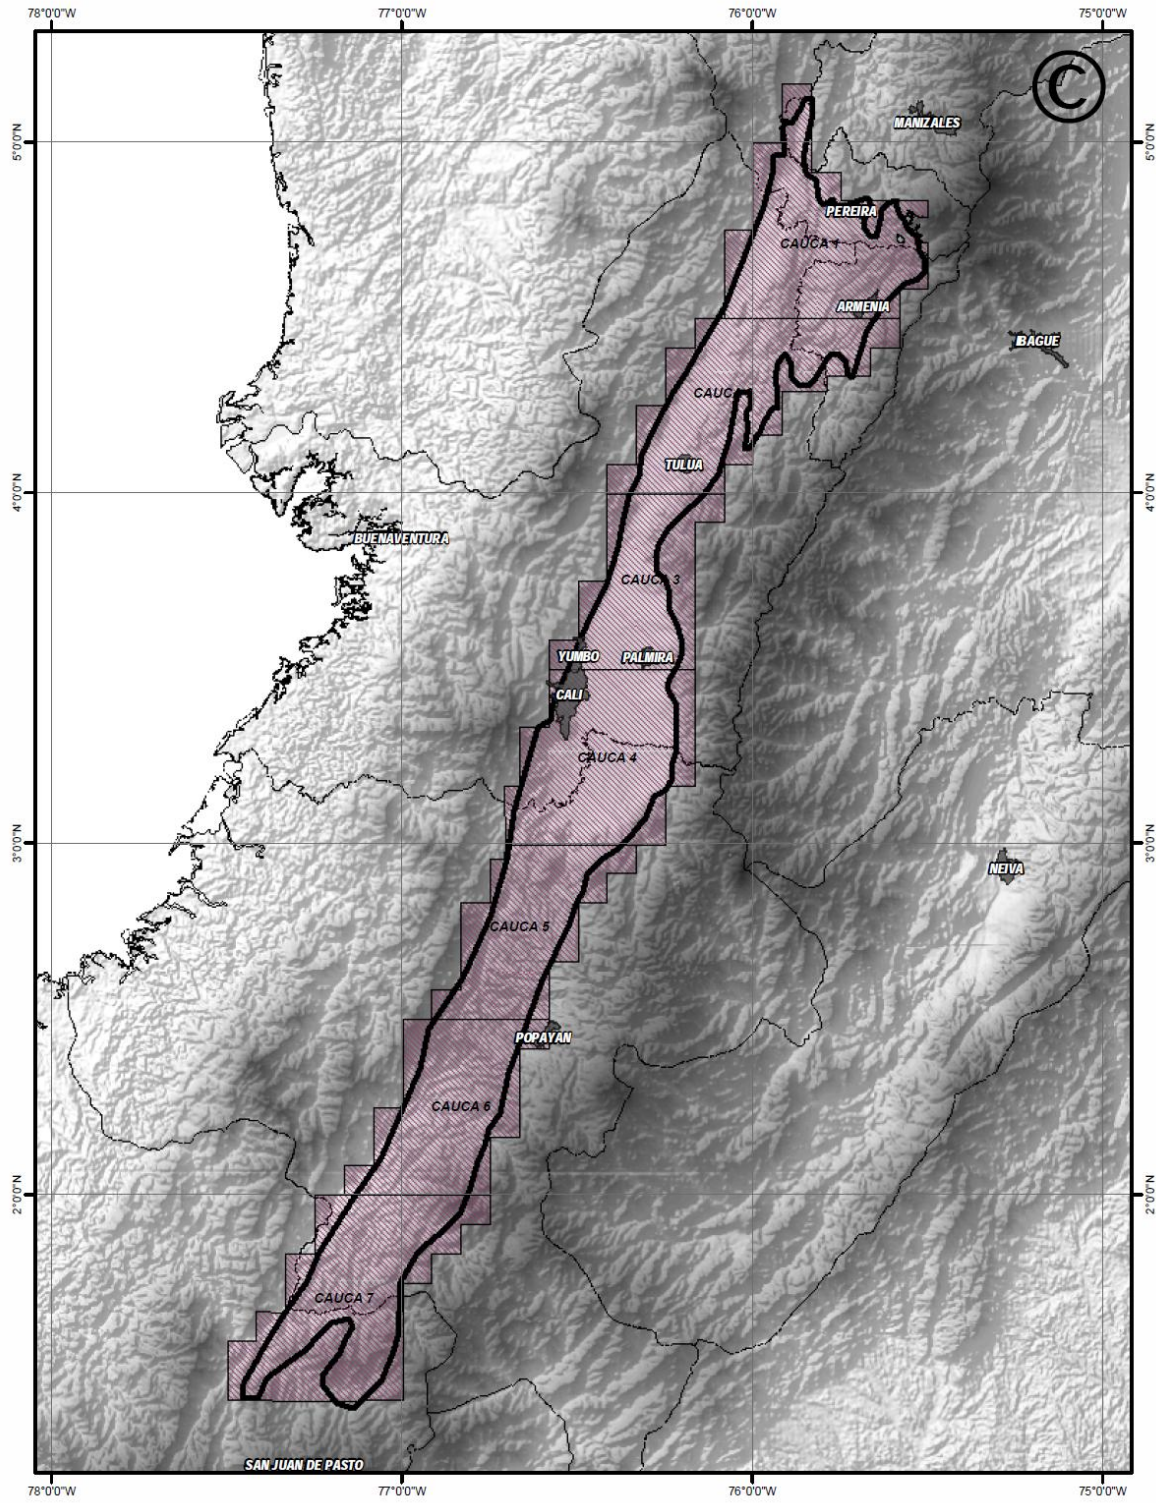 78°0'0"W 77°0'0"W 76°0'0"W 75°0'0"W
©
MANIZALES
5°0'0"N 5°0'0"N
PEREIRA
CAUCA 1
ARMENIA
IBAGUE
CAUC
TULUA
4°0'0"N 4°0'0"N
BUENAVENTURA
CAUCA 3
YUMBO PALMIRA
CALI
CAUCA 4
3°0'0"N 3°0'0"N
NEIVA
CAUCA 5
POPAYAN
CAUCA 6
2°0'0"N 2°0'0"N
CAUCA 7
SAN JUAN DE PASTO
78°0'0"W 77°0'0"W 76°0'0"W 75°0'0"W